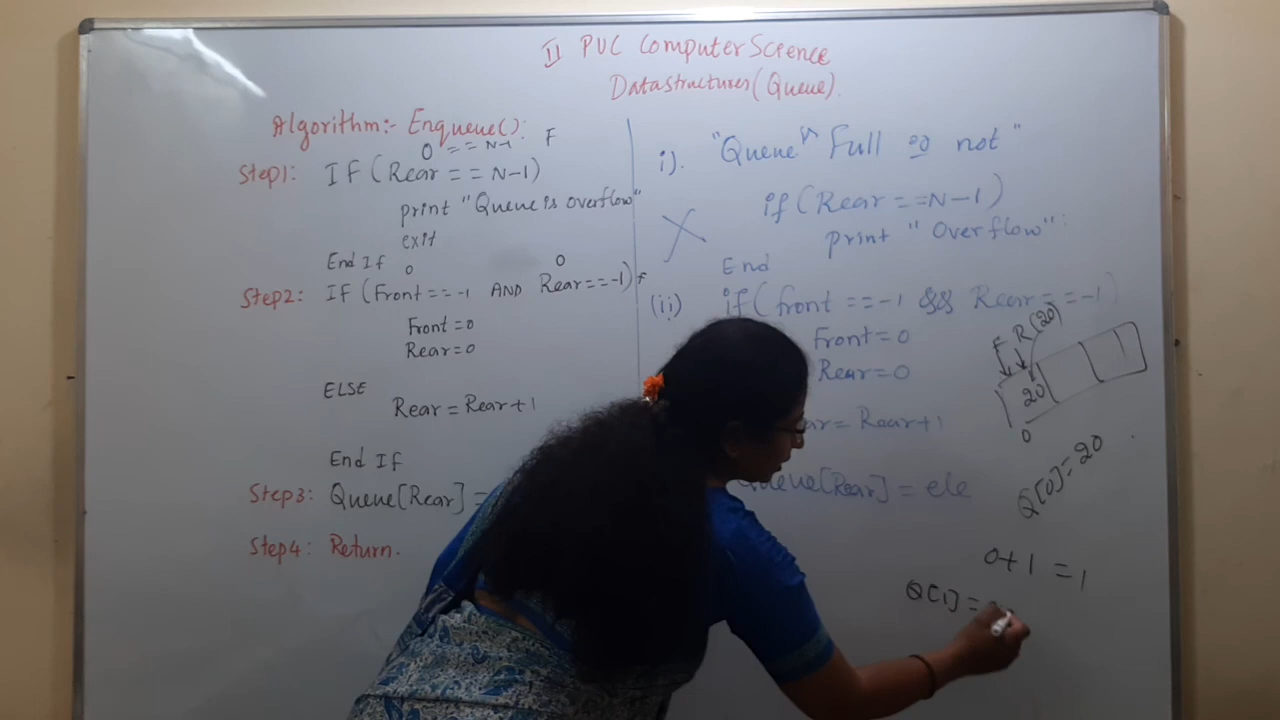 II PUC Computer Science
Datastructures (Queue).
Algorithm:- Enqueue():
0 == N-1 F
Step1: IF (Rear == N-1)
print "Queue is overflow"
exit
End If
0 0
Step2: IF (Front == -1 AND Rear == -1) f
Front = 0
Rear = 0
ELSE
Rear = Rear + 1
End IF
Step3: Queue[Rear] =
Step4: Return.
i). "Queue Full or not"
if (Rear == N-1)
print "Overflow":
End
(ii) if (front == -1 && Rear == -1)
Front = 0
Rear = 0
ar = Rear + 1
Queue[Rear] = ele
F R (20)
20
0
Q[0] = 20
0 + 1 = 1
Q[1] =